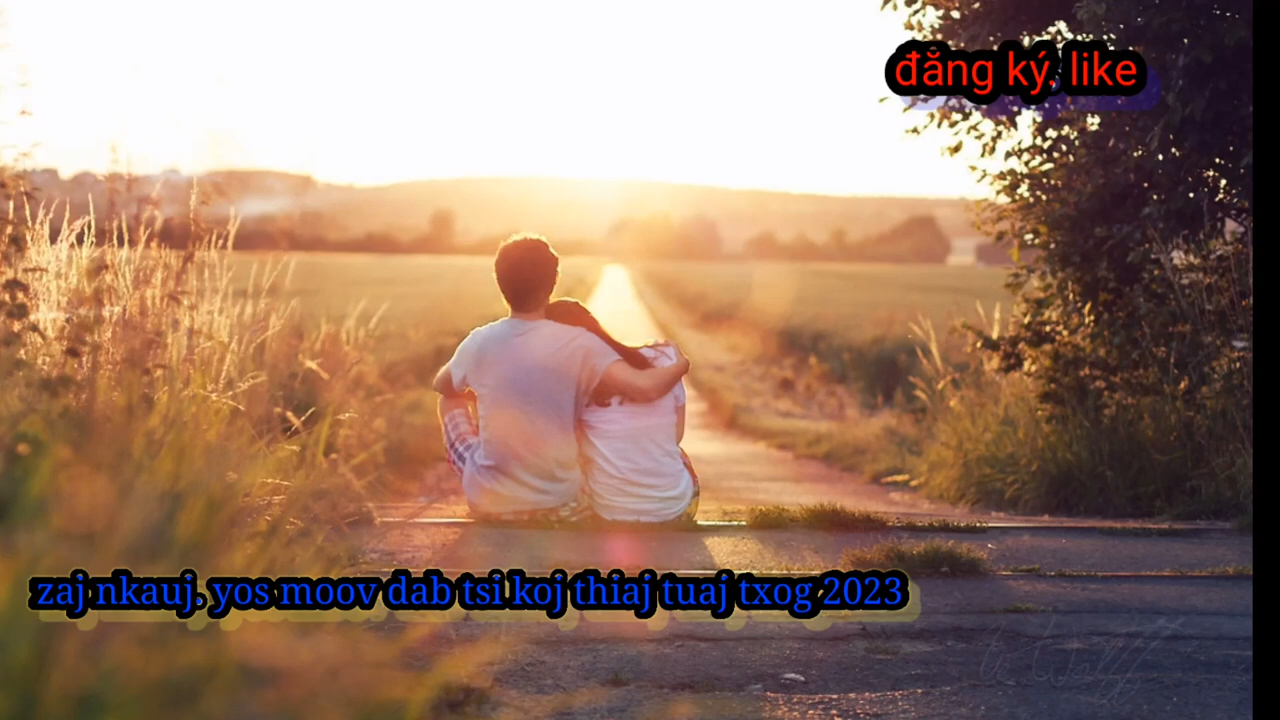 đăng ký, like
zaj nkauj. yos moov dab tsi koj thiaj tuaj txog 2023